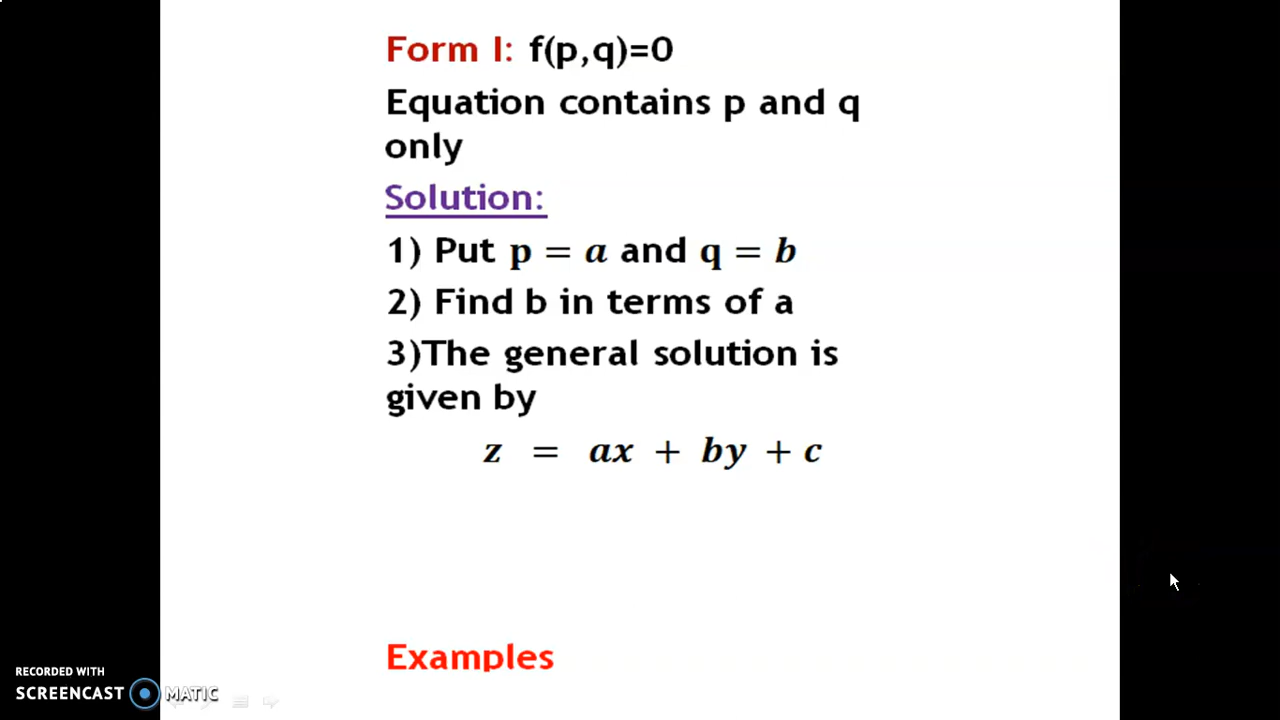 Form I: f(p,q)=0
Equation contains p and q
only
Solution:
1) Put p = a and q = b
2) Find b in terms of a
3)The general solution is
given by
z = ax + by + c
Examples
RECORDED WITH
SCREENCAST MATIC